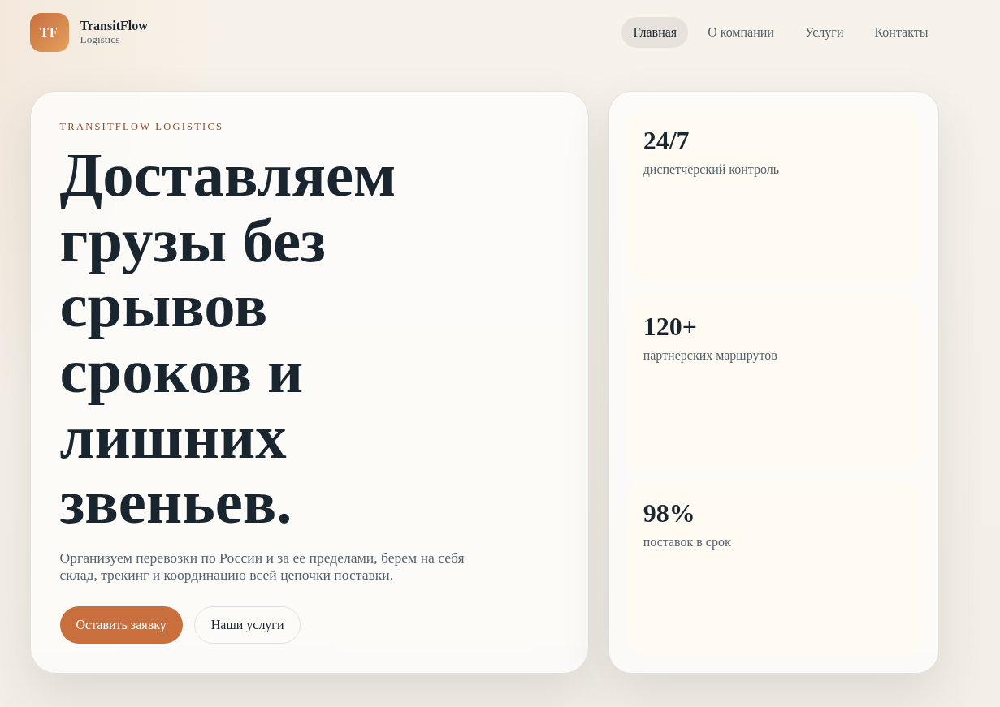 TF
TransitFlow
Logistics
Главная
О компании
Услуги
Контакты
TRANSITFLOW LOGISTICS
Доставляем
грузы без
срывов
сроков и
лишних
звеньев.
Организуем перевозки по России и за ее пределами, берем на себя
склад, трекинг и координацию всей цепочки поставки.
Оставить заявку
Наши услуги
24/7
диспетчерский контроль
120+
партнерских маршрутов
98%
поставок в срок